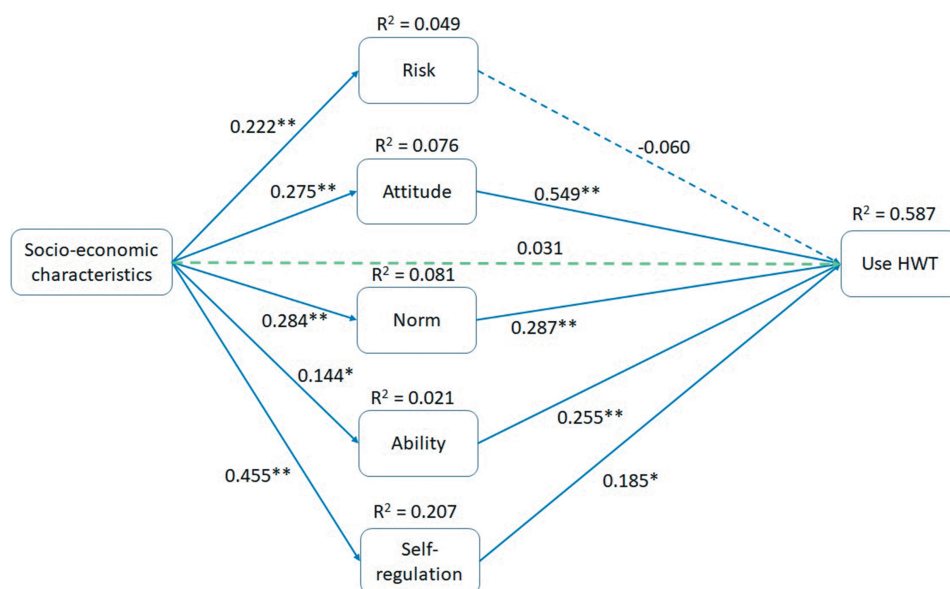 R² = 0.049
Risk
0.222**
-0.060
R² = 0.076
Attitude
0.275**
0.549**
R² = 0.587
Socio-economic
characteristics
0.031
Use HWT
R² = 0.081
Norm
0.284**
0.287**
0.144*
R² = 0.021
Ability
0.255**
0.455**
0.185*
R² = 0.207
Self-
regulation